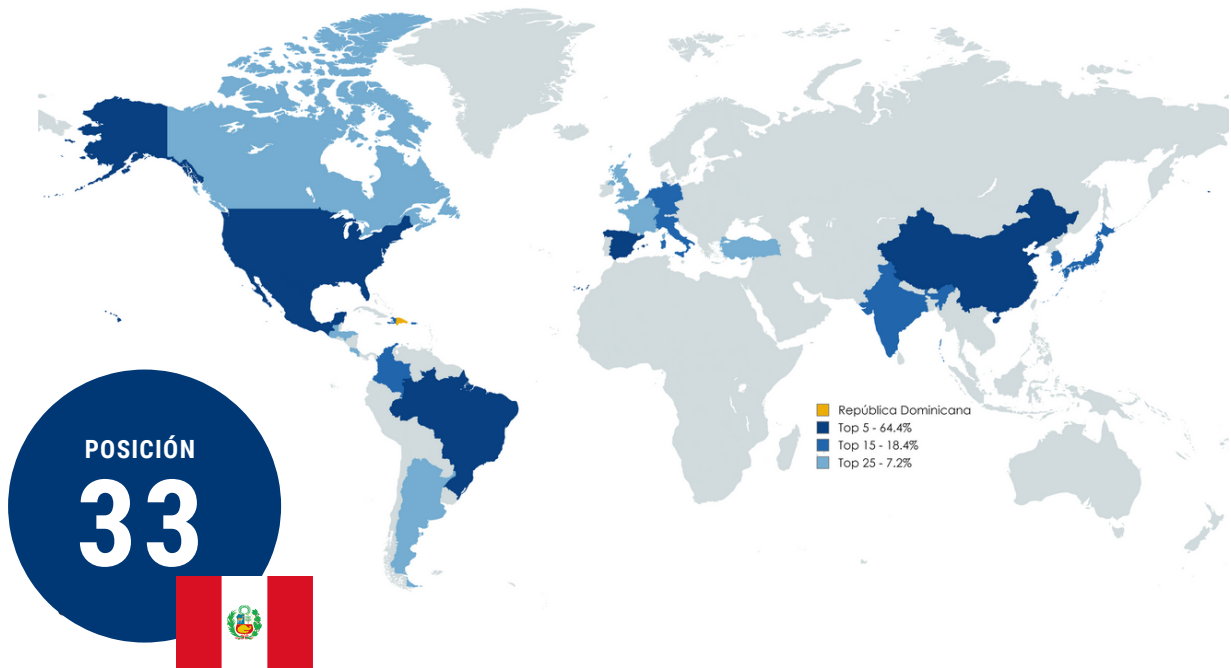 República Dominicana
Top 5 - 64.4%
Top 15 - 18.4%
Top 25 - 7.2%
POSICIÓN
33